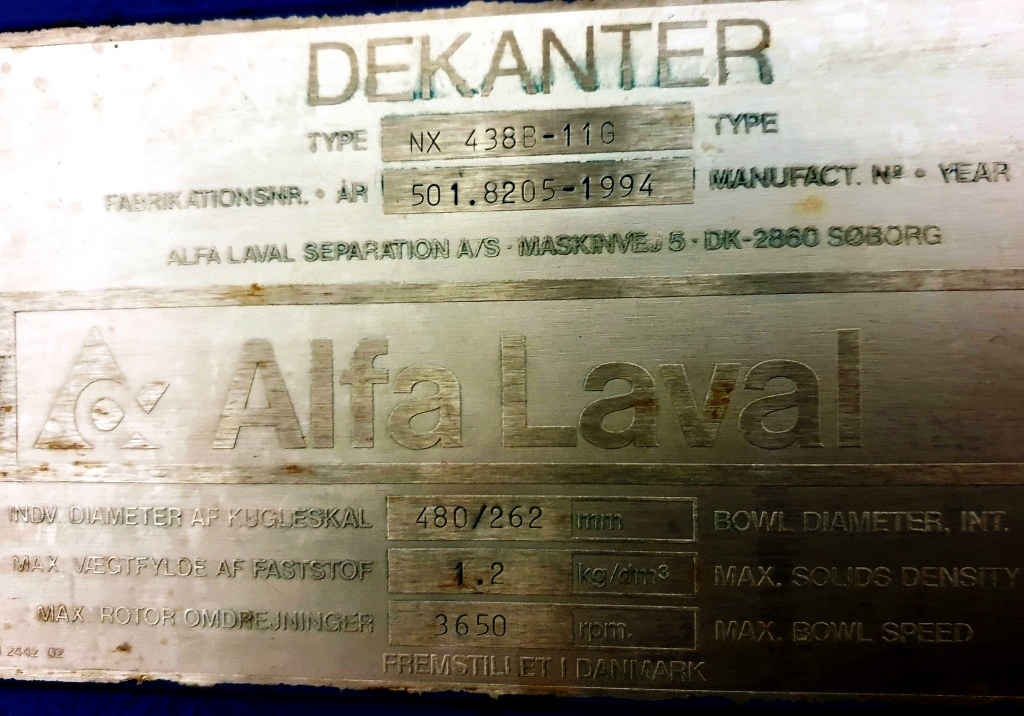 DEKANTER
TYPE NX 438B-11G TYPE
FABRIKATIONSNR. · ÅR 501.8205-1994 MANUFACT. Nº · YEAR
ALFA LAVAL SEPARATION A/S · MASKINVEJ 5 · DK-2860 SØBORG
Alfa Laval
INDV. DIAMETER AF KUGLESKAL 480/262 mm BOWL DIAMETER, INT.
MAX. VÆGTFYLDE AF FASTSTOF 1.2 kg/dm³ MAX. SOLIDS DENSITY
MAX. ROTOR OMDREJNINGER 3650 rpm. MAX. BOWL SPEED
2442 02 FREMSTILLET I DANMARK